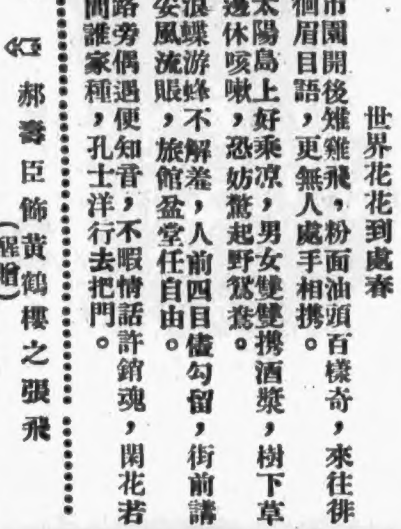 世界花花到處春
市園開後雉雞飛，粉面油頭百樣奇，來往徘
徊眉目語，更無人處手相携。
太陽島上好乘凉，男女雙雙携酒漿，樹下草
邊休咳嗽，恐妨驚起野鴛鴦。
浪蝶游蜂不解羞，人前四目儘勾留，街前講
妥風流賬，旅館盈堂任自由。
路旁偶遇便知音，不暇情話許銷魂，閑花若
問誰家種，孔士洋行去把門。
郝壽臣飾黃鶴樓之張飛
（醒贈）